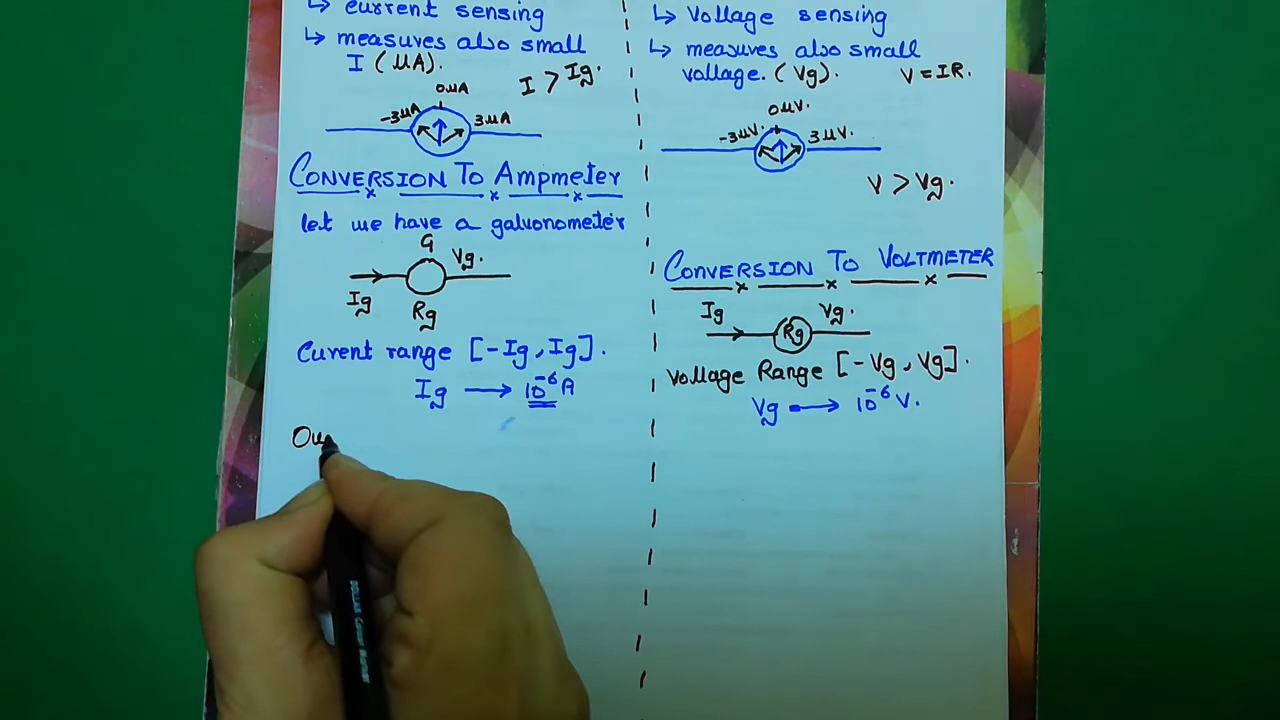 ↳ current sensing
↳ measures also small
I (μA).
I > Ig.
0μA
-3μA
3μA
CONVERSION TO Ampmeter
let we have a galvonometer
G
Vg.
Ig
Rg
Curent range [-Ig, Ig].
Ig → 10⁻⁶A
Ou
↳ Voltage sensing
↳ measures also small
voltage. (Vg).
V = IR.
0μV.
-3μV.
3μV.
V > Vg.
CONVERSION TO VOLTMETER
Ig
Vg.
Rg
Voltage Range [-Vg, Vg].
Vg → 10⁻⁶ V.